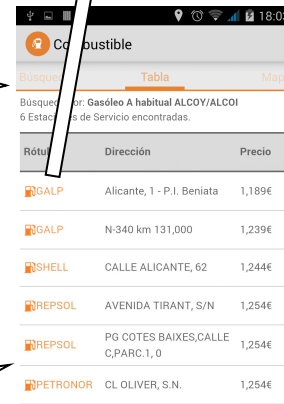 18:03
Combustible
Búsqueda Tabla Map
Búsqueda por: Gasóleo A habitual ALCOY/ALCOI
6 Estaciones de Servicio encontradas.
Rótulo Dirección Precio
GALP Alicante, 1 - P.I. Beniata 1,189€
GALP N-340 km 131,000 1,239€
SHELL CALLE ALICANTE, 62 1,244€
REPSOL AVENIDA TIRANT, S/N 1,254€
REPSOL PG COTES BAIXES,CALLE C,PARC.1, 0 1,254€
PETRONOR CL OLIVER, S.N. 1,254€